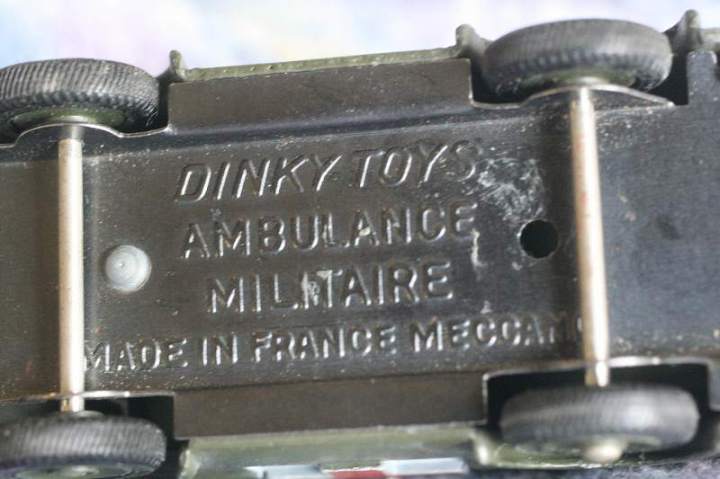 DINKY-TOYS
AMBULANCE
MILITAIRE
MADE IN FRANCE MECCANO